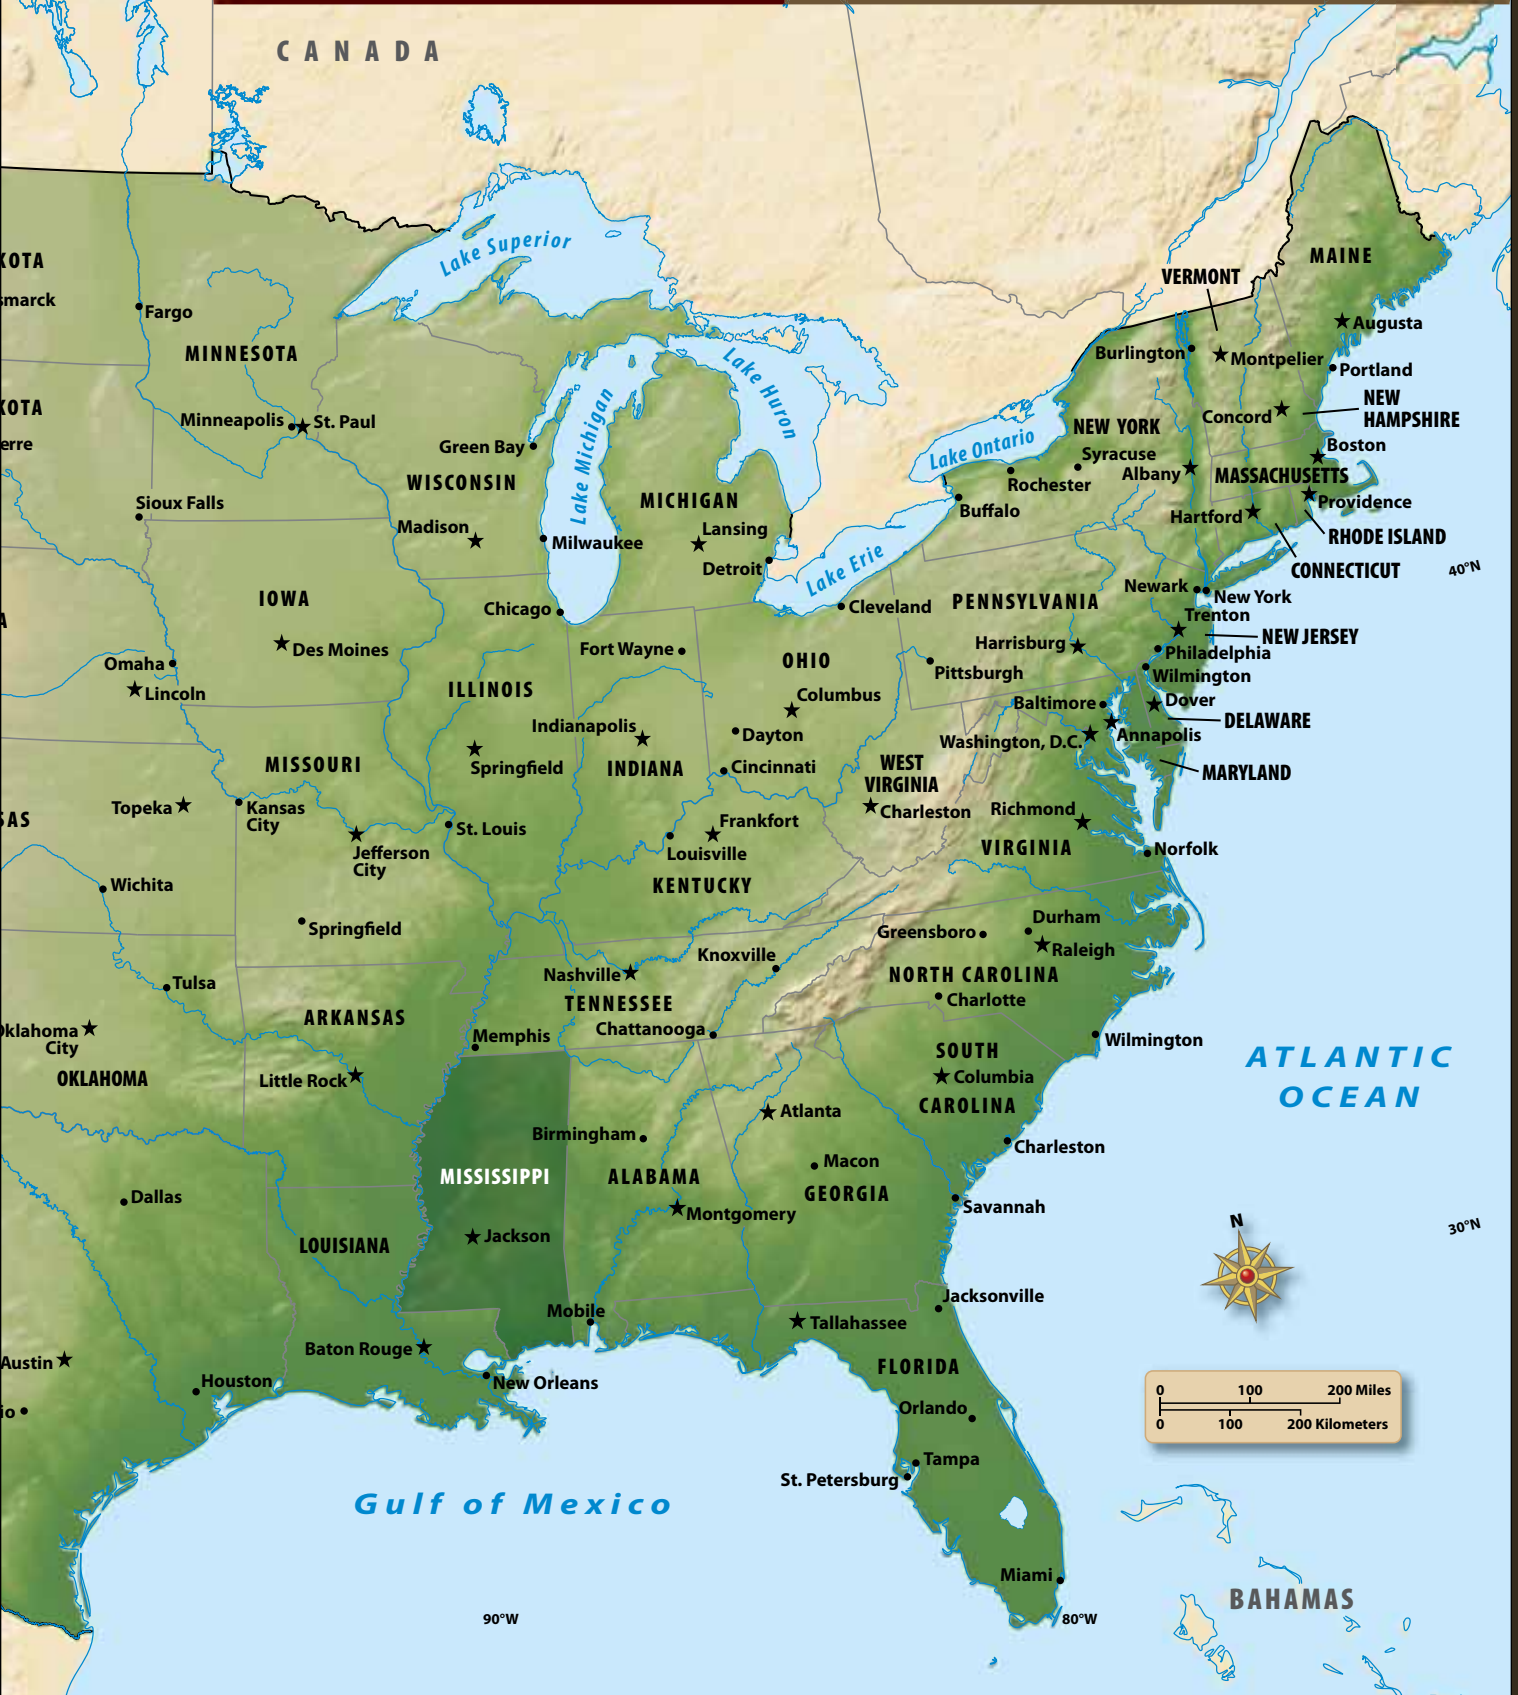 CANADA
Lake Superior
KOTA
smarck
Fargo
MINNESOTA
KOTA
erre
Minneapolis
St. Paul
Green Bay
WISCONSIN
Lake Michigan
Lake Huron
MICHIGAN
Lansing
Madison
Milwaukee
Detroit
Sioux Falls
MAINE
VERMONT
Augusta
Burlington
Montpelier
Portland
NEW
HAMPSHIRE
Concord
Boston
NEW YORK
Lake Ontario
Syracuse
Albany
MASSACHUSETTS
Rochester
Providence
Buffalo
Hartford
RHODE ISLAND
Lake Erie
CONNECTICUT
40°N
IOWA
Chicago
Cleveland
PENNSYLVANIA
Newark
New York
Trenton
NEW JERSEY
A
Des Moines
Fort Wayne
OHIO
Harrisburg
Philadelphia
Omaha
Pittsburgh
Wilmington
Lincoln
ILLINOIS
Columbus
Baltimore
Dover
DELAWARE
Indianapolis
Dayton
Washington, D.C.
Annapolis
MISSOURI
Springfield
INDIANA
Cincinnati
WEST
VIRGINIA
MARYLAND
Topeka
Kansas
City
SAS
Charleston
Richmond
St. Louis
Frankfort
Jefferson
City
Louisville
VIRGINIA
Norfolk
Wichita
KENTUCKY
Springfield
Durham
Greensboro
Raleigh
Knoxville
Tulsa
Nashville
NORTH CAROLINA
TENNESSEE
Charlotte
ARKANSAS
Oklahoma
City
Memphis
Chattanooga
Wilmington
SOUTH
CAROLINA
ATLANTIC
OCEAN
OKLAHOMA
Little Rock
Columbia
Atlanta
Birmingham
Charleston
MISSISSIPPI
ALABAMA
Macon
GEORGIA
Dallas
Montgomery
Savannah
30°N
N
LOUISIANA
Jackson
Jacksonville
Mobile
Tallahassee
Baton Rouge
Austin
FLORIDA
Houston
New Orleans
0 100 200 Miles
0 100 200 Kilometers
io
Orlando
Tampa
St. Petersburg
Gulf of Mexico
Miami
BAHAMAS
90°W
80°W